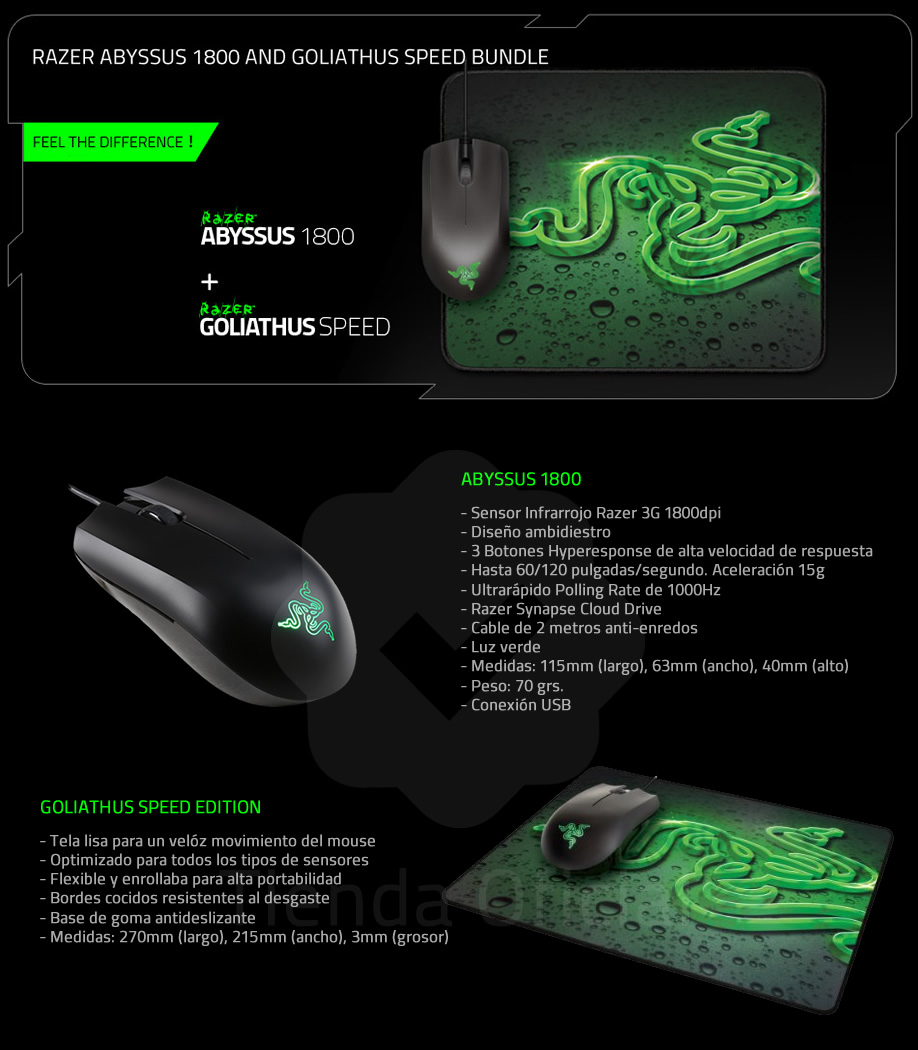 RAZER ABYSSUS 1800 AND GOLIATHUS SPEED BUNDLE
FEEL THE DIFFERENCE !
RAZER
ABYSSUS 1800
+
RAZER
GOLIATHUS SPEED
ABYSSUS 1800
- Sensor Infrarrojo Razer 3G 1800dpi
- Diseño ambidiestro
- 3 Botones Hyperesponse de alta velocidad de respuesta
- Hasta 60/120 pulgadas/segundo. Aceleración 15g
- Ultrarápido Polling Rate de 1000Hz
- Razer Synapse Cloud Drive
- Cable de 2 metros anti-enredos
- Luz verde
- Medidas: 115mm (largo), 63mm (ancho), 40mm (alto)
- Peso: 70 grs.
- Conexión USB
GOLIATHUS SPEED EDITION
- Tela lisa para un velóz movimiento del mouse
- Optimizado para todos los tipos de sensores
- Flexible y enrollaba para alta portabilidad
- Bordes cocidos resistentes al desgaste
- Base de goma antideslizante
- Medidas: 270mm (largo), 215mm (ancho), 3mm (grosor)
Tienda